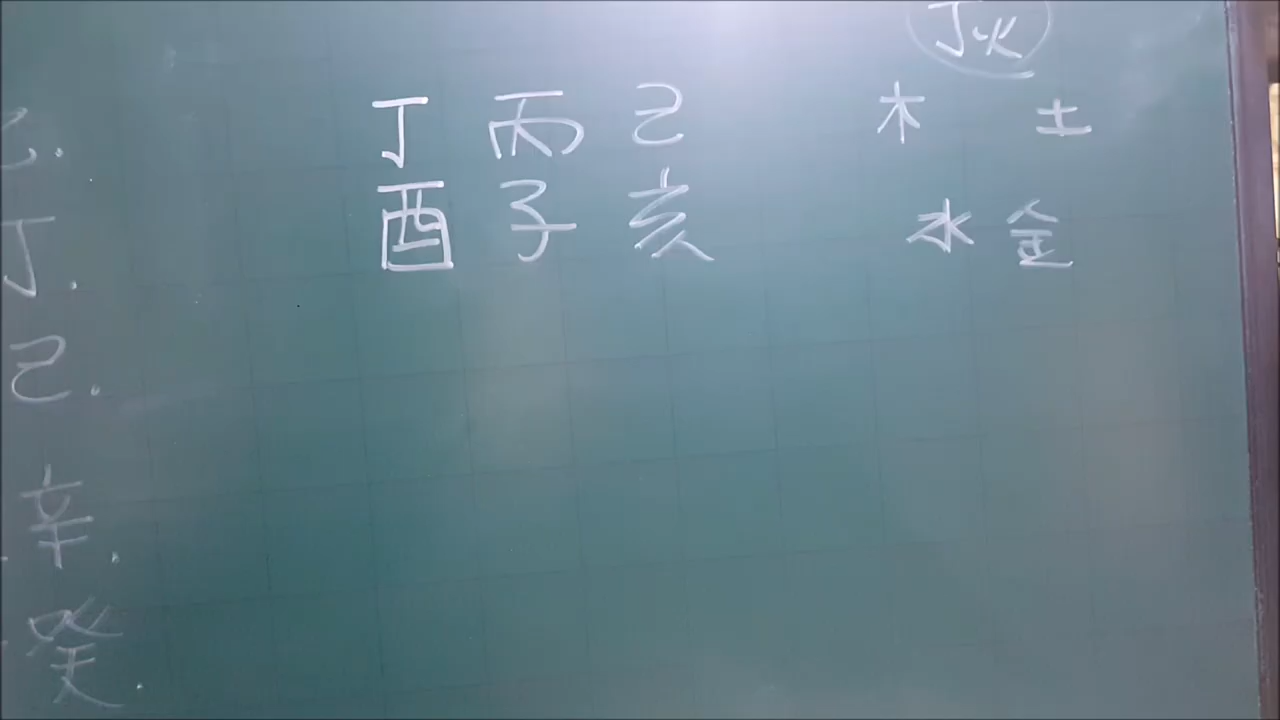 丁火
丁 丙 己 木 土
酉 子 亥 水 金
乙.
丁.
己.
辛.
癸.